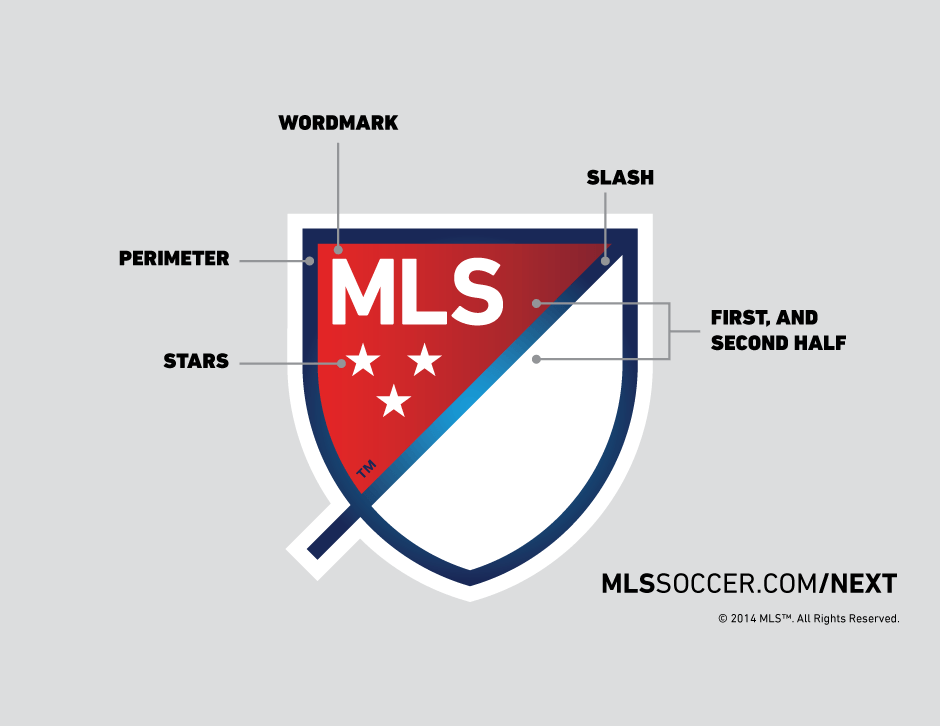 WORDMARK
SLASH
PERIMETER
MLS
FIRST, AND
SECOND HALF
STARS
TM
MLSSOCCER.COM/NEXT
© 2014 MLS™. All Rights Reserved.